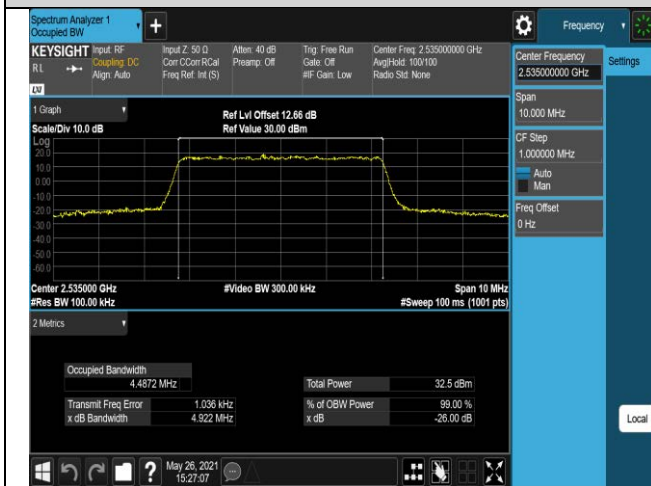 Spectrum Analyzer 1
Occupied BW
+
Frequency
KEYSIGHT
RL
LXI
Input: RF
Coupling: DC
Align: Auto
Input Z: 50 Ω
Corr CCorr RCal
Freq Ref: Int (S)
Atten: 40 dB
Preamp: Off
Trig: Free Run
Gate: Off
#IF Gain: Low
Center Freq: 2.535000000 GHz
Avg|Hold: 100/100
Radio Std: None
Center Frequency
2.535000000 GHz
Settings
Span
10.000 MHz
CF Step
1.000000 MHz
Auto
Man
Freq Offset
0 Hz
1 Graph
Scale/Div 10.0 dB
Ref Lvl Offset 12.66 dB
Ref Value 30.00 dBm
Log
20.0
10.0
0.00
-10.0
-20.0
-30.0
-40.0
-50.0
-60.0
Center 2.535000 GHz
#Res BW 100.00 kHz
#Video BW 300.00 kHz
Span 10 MHz
#Sweep 100 ms (1001 pts)
2 Metrics
Occupied Bandwidth
4.4872 MHz
Total Power 32.5 dBm
Transmit Freq Error 1.036 kHz
% of OBW Power 99.00 %
x dB Bandwidth 4.922 MHz
x dB -26.00 dB
Local
?
May 26, 2021
15:27:07